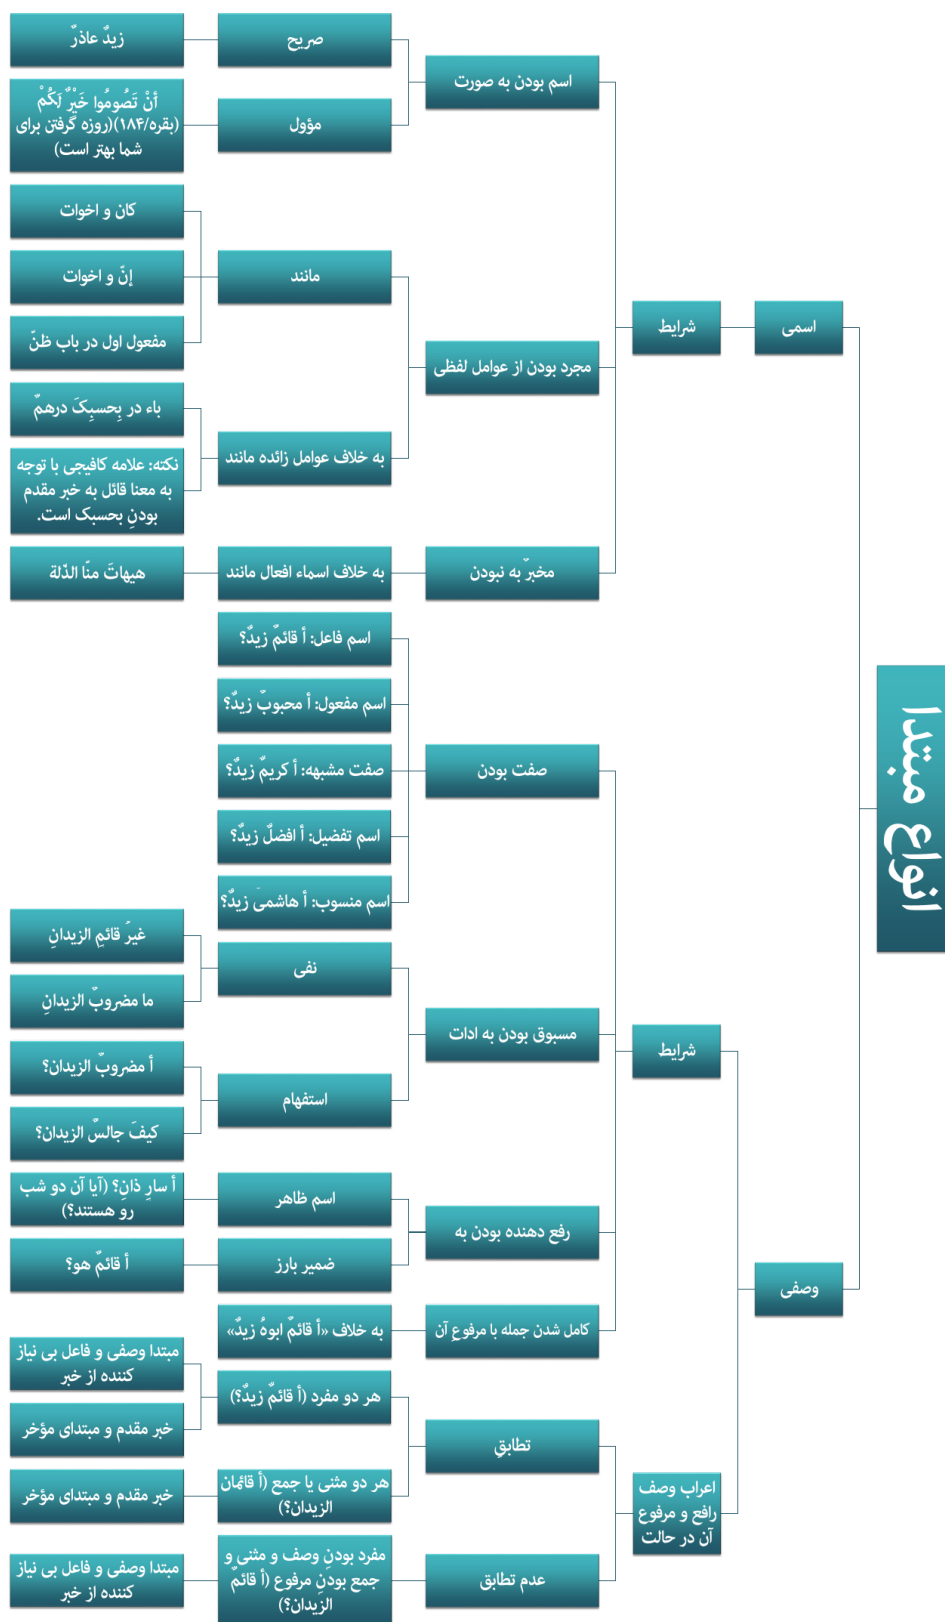 انواع مبتدا
اسمی
شرایط
اسم بودن به صورت
صریح
زیدٌ عاذرٌ
مؤول
أنْ تَصُومُوا خَيْرٌ لَكُمْ
(بقره/۱۸۴)(روزه گرفتن برای
شما بهتر است)
مجرد بودن از عوامل لفظی
مانند
کان و اخوات
إنّ و اخوات
مفعول اول در باب ظنّ
به خلاف عوامل زائده مانند
باء در بِحسبِکَ درهمٌ
نکته: علامه کافیجی با توجه
به معنا قائل به خبر مقدم
بودنِ بحسبک است.
مخبرٌ به نبودن
به خلاف اسماء افعال مانند
هیهاتَ منّا الذّلة
وصفی
شرایط
صفت بودن
اسم فاعل: أ قائمٌ زیدٌ؟
اسم مفعول: أ محبوبٌ زیدٌ؟
صفت مشبهه: أ کریمٌ زیدٌ؟
اسم تفضیل: أ افضلٌ زیدٌ؟
اسم منسوب: أ هاشمیَ زیدٌ؟
مسبوق بودن به ادات
نفی
غیرُ قائمِ الزیدانِ
ما مضروبٌ الزیدانِ
استفهام
أ مضروبٌ الزیدان؟
کیفَ جالسٌ الزیدان؟
رفع دهنده بودن به
اسم ظاهر
أ سارِ ذانِ؟ (آیا آن دو شب
رو هستند؟)
ضمیر بارز
أ قائمٌ هو؟
کامل شدن جمله با مرفوعِ آن
به خلاف «أ قائمٌ ابوهُ زیدٌ»
اعراب وصف
رافع و مرفوع
آن در حالت
تطابقِ
هر دو مفرد (أ قائمٌ زیدٌ؟)
مبتدا وصفی و فاعل بی نیاز
کننده از خبر
خبر مقدم و مبتدای مؤخر
هر دو مثنی یا جمع (أ قائمان
الزیدان؟)
خبر مقدم و مبتدای مؤخر
عدم تطابق
مفرد بودنِ وصف و مثنی و
جمع بودنِ مرفوع (أ قائمٌ
الزیدان؟)
مبتدا وصفی و فاعل بی نیاز
کننده از خبر